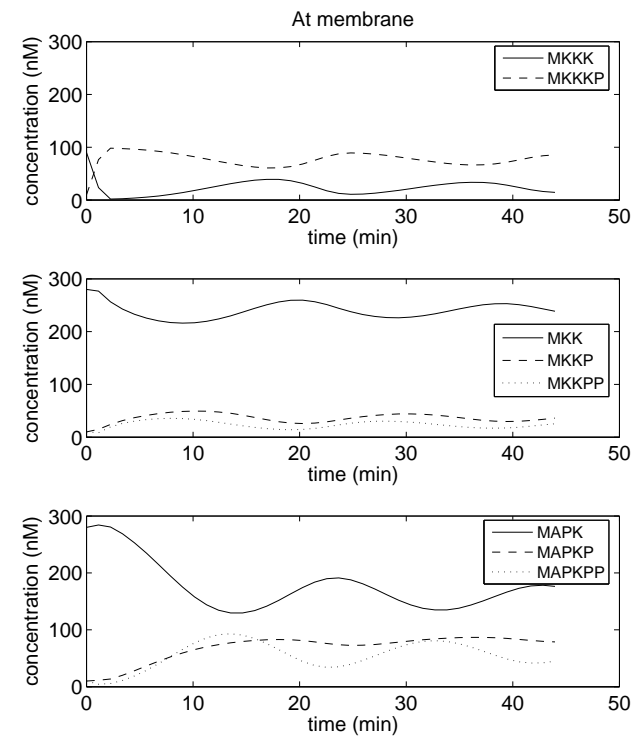 At membrane
concentration (nM)
300
200
100
0
MKKK
MKKKP
0 10 20 30 40 50
time (min)
concentration (nM)
300
200
100
0
MKK
MKKP
MKKPP
0 10 20 30 40 50
time (min)
concentration (nM)
300
200
100
0
MAPK
MAPKP
MAPKPP
0 10 20 30 40 50
time (min)